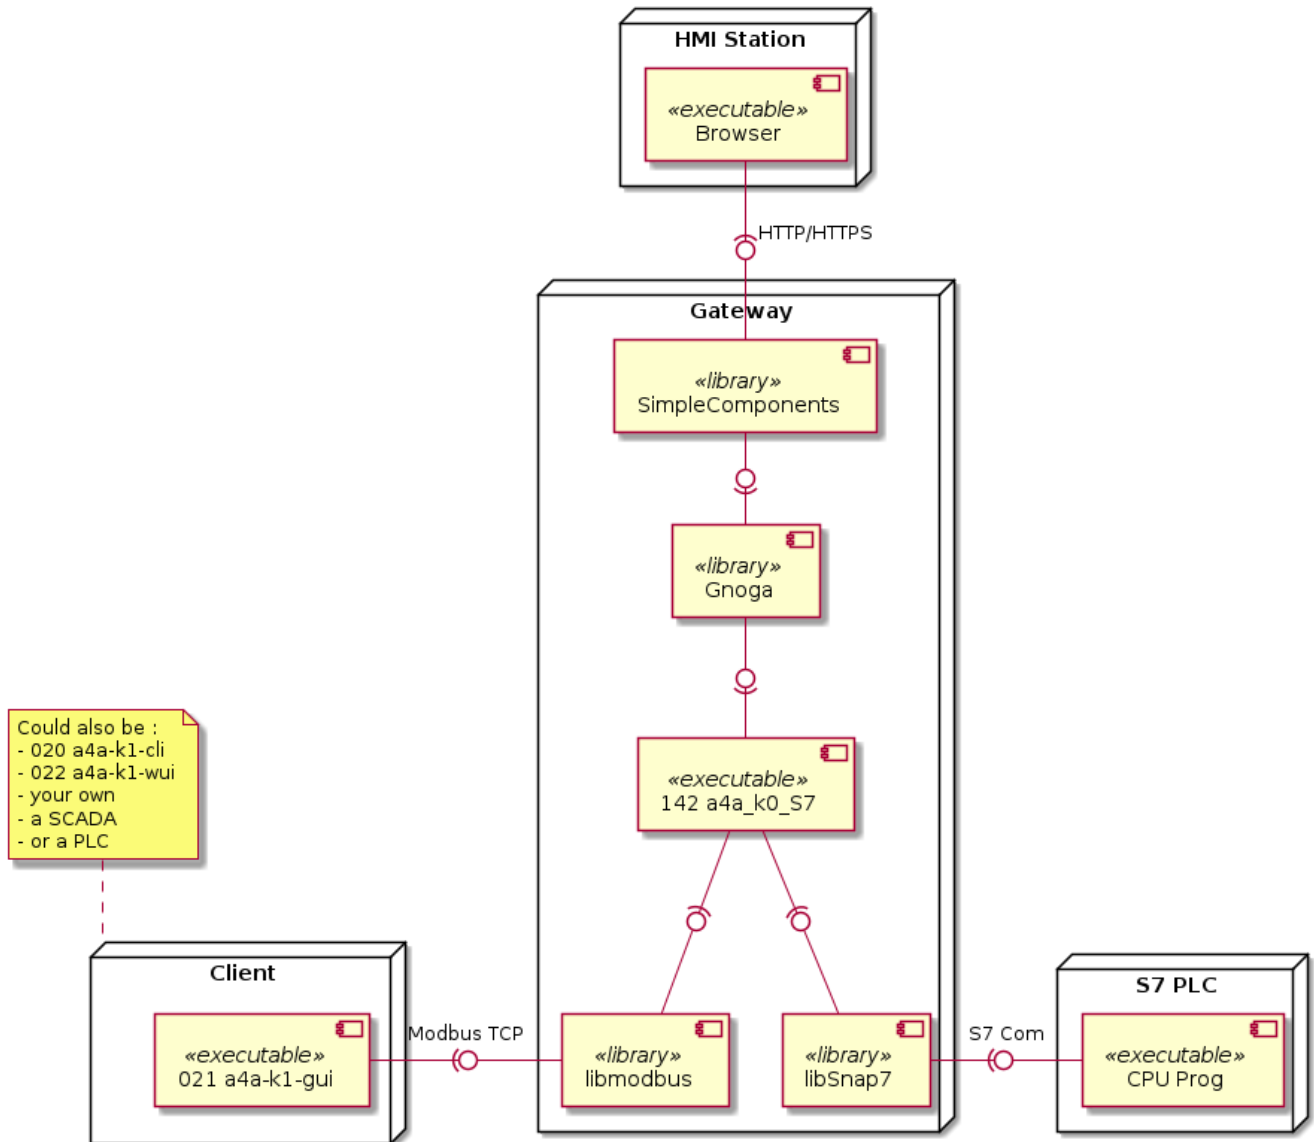 HMI Station
«executable»
Browser
HTTP/HTTPS
Gateway
«library»
SimpleComponents
«library»
Gnoga
Could also be :
- 020 a4a-k1-cli
- 022 a4a-k1-wui
- your own
- a SCADA
- or a PLC
«executable»
142 a4a_k0_S7
Client
«executable»
021 a4a-k1-gui
Modbus TCP
«library»
libmodbus
«library»
libSnap7
S7 Com
S7 PLC
«executable»
CPU Prog